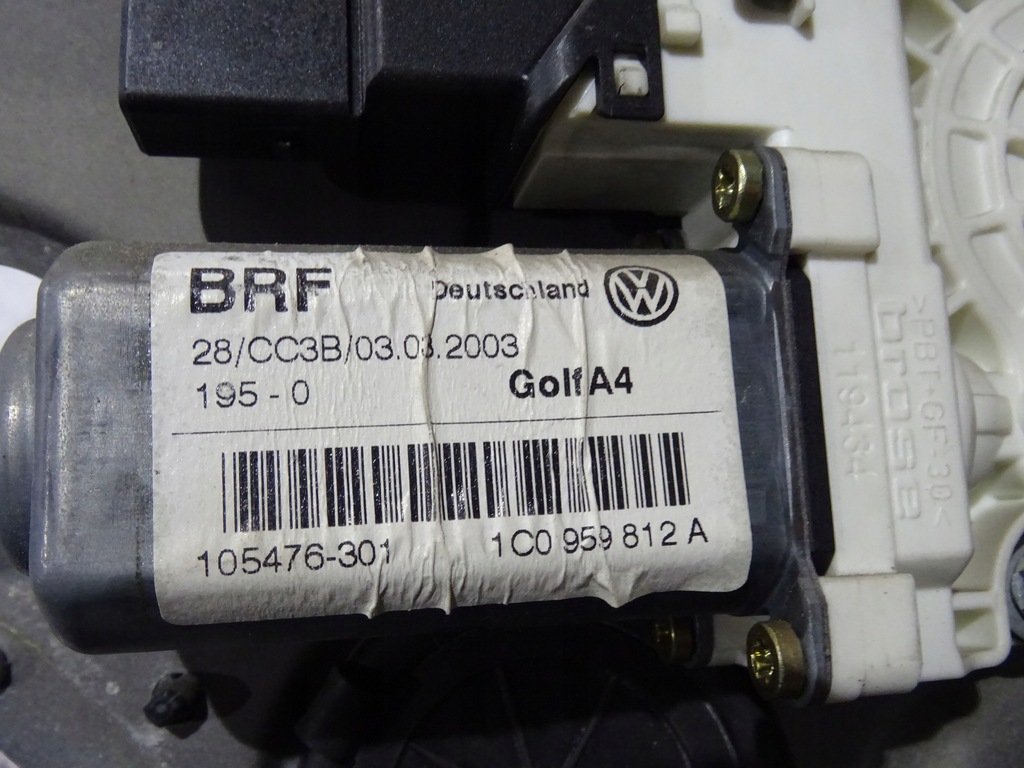 BRF Deutschland
28/CC3B/03.03.2003
195-0 Golf A4
105476-301 1C0 959 812 A
>PBT-GF-30<
brose
119434